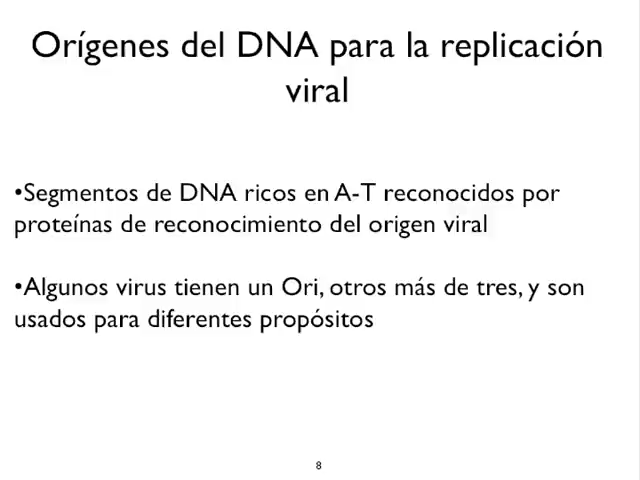 Orígenes del DNA para la replicación
viral
•Segmentos de DNA ricos en A-T reconocidos por
proteínas de reconocimiento del origen viral
•Algunos virus tienen un Ori, otros más de tres, y son
usados para diferentes propósitos
8